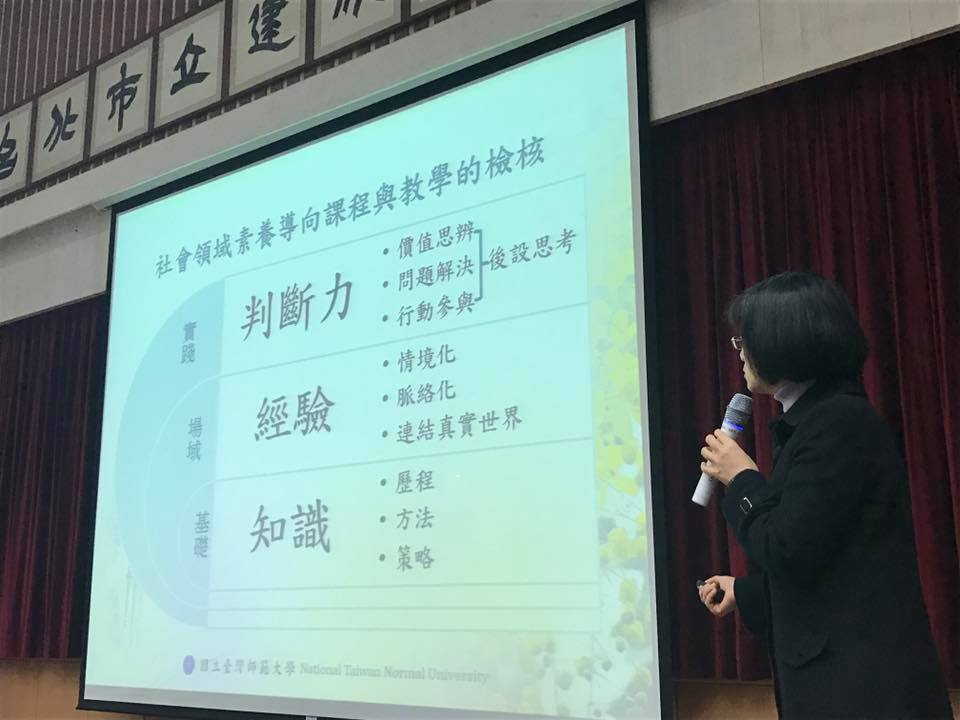 北市立建
社會領域素養導向課程與教學的檢核
實踐
判斷力
• 價值思辨
• 問題解決
• 行動參與
後設思考
場域
經驗
• 情境化
• 脈絡化
• 連結真實世界
基礎
知識
• 歷程
• 方法
• 策略
國立臺灣師範大學 National Taiwan Normal University